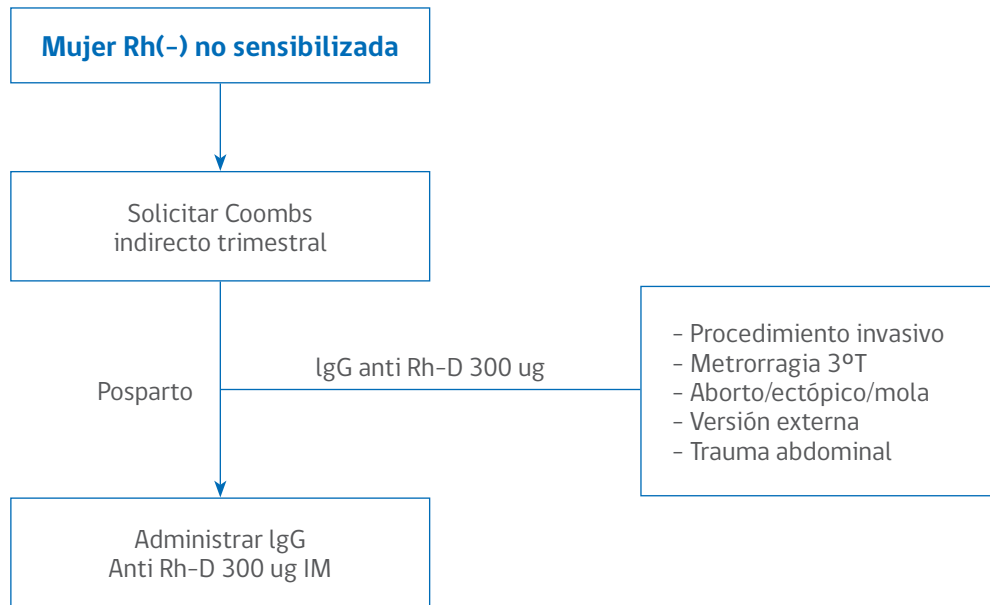 Mujer Rh(-) no sensibilizada
Solicitar Coombs
indirecto trimestral
Posparto
lgG anti Rh-D 300 ug
- Procedimiento invasivo
- Metrorragia 3ºT
- Aborto/ectópico/mola
- Versión externa
- Trauma abdominal
Administrar lgG
Anti Rh-D 300 ug IM